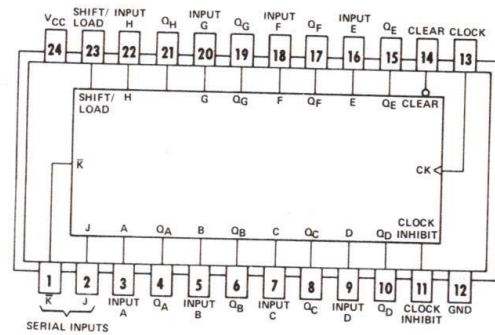 VCC SHIFT/LOAD INPUT H QH INPUT G QG INPUT F QF INPUT E QE CLEAR CLOCK
24 23 22 21 20 19 18 17 16 15 14 13
SHIFT/LOAD H G QG F QF E QE CLEAR
K̅ CK
J A QA B QB C QC D QD CLOCK INHIBIT
1 2 3 4 5 6 7 8 9 10 11 12
K̅ J INPUT A QA INPUT B QB INPUT C QC INPUT D QD CLOCK INHIBIT GND
SERIAL INPUTS